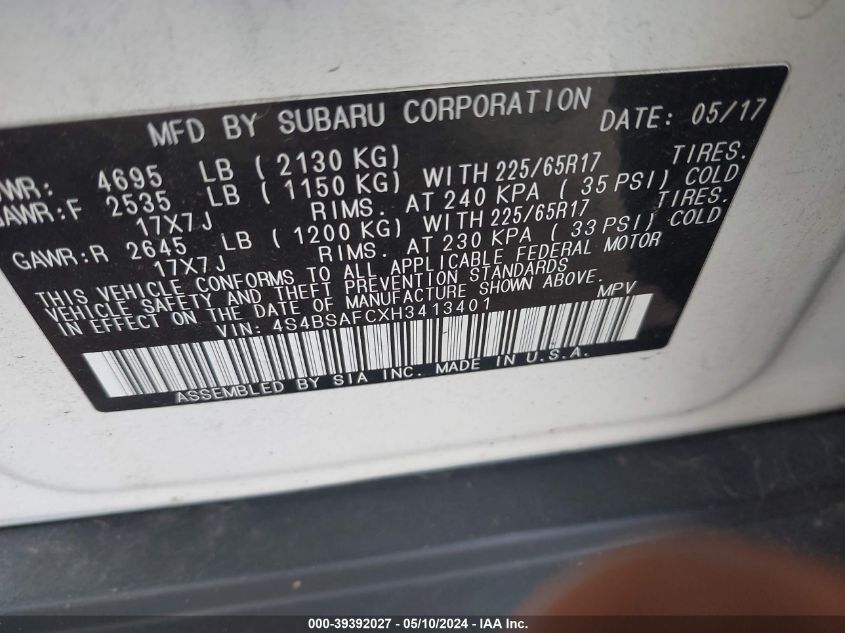 MFD BY SUBARU CORPORATION DATE: 05/17
WR: 4695 LB ( 2130 KG)
GAWR:F 2535 LB ( 1150 KG) WITH 225/65R17 TIRES.
17X7J RIMS. AT 240 KPA ( 35 PSI) COLD
GAWR:R 2645 LB ( 1200 KG) WITH 225/65R17 TIRES.
17X7J RIMS. AT 230 KPA ( 33 PSI) COLD
THIS VEHICLE CONFORMS TO ALL APPLICABLE FEDERAL MOTOR
VEHICLE SAFETY AND THEFT PREVENTION STANDARDS
IN EFFECT ON THE DATE OF MANUFACTURE SHOWN ABOVE.
VIN: 4S4BSAFCXH3413401 MPV
ASSEMBLED BY SIA INC. MADE IN U.S.A.
000-39392027 - 05/10/2024 - IAA Inc.